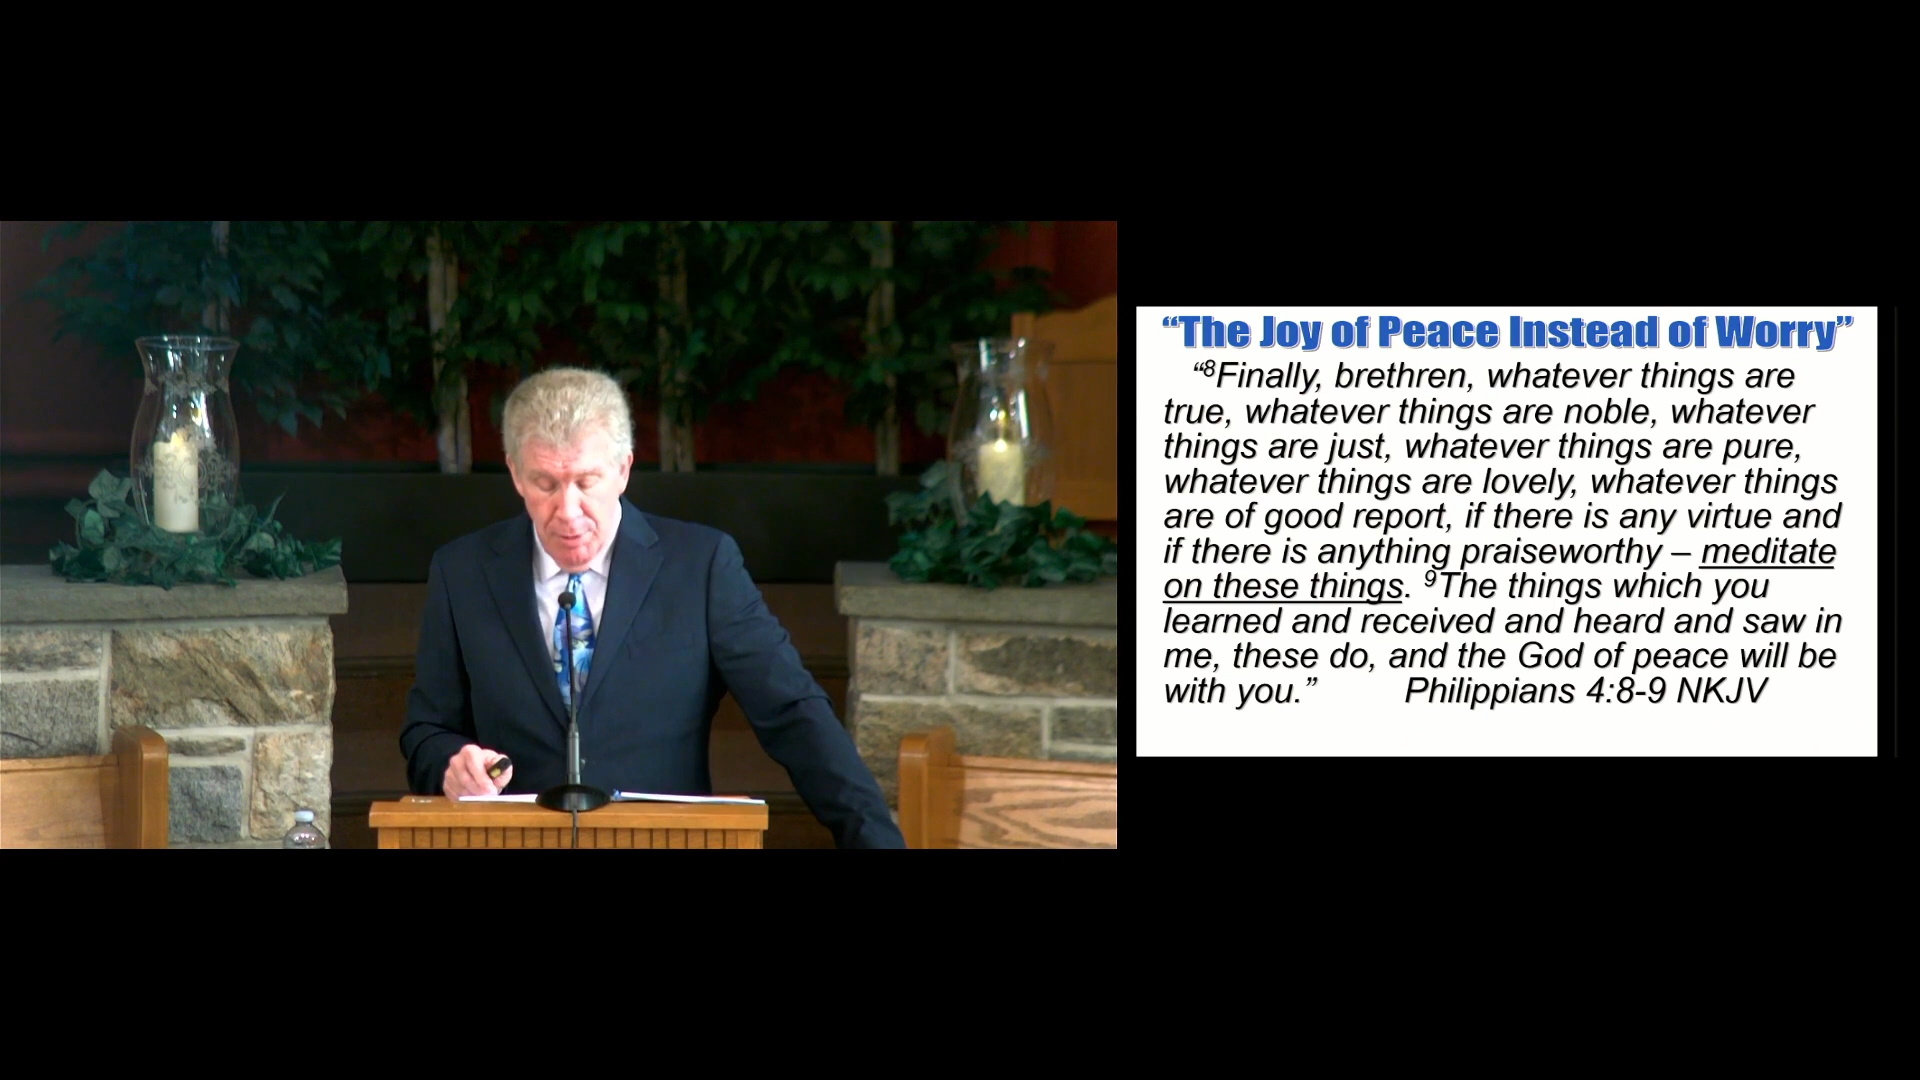 “The Joy of Peace Instead of Worry”
“⁸Finally, brethren, whatever things are
true, whatever things are noble, whatever
things are just, whatever things are pure,
whatever things are lovely, whatever things
are of good report, if there is any virtue and
if there is anything praiseworthy – meditate
on these things. ⁹The things which you
learned and received and heard and saw in
me, these do, and the God of peace will be
with you.” Philippians 4:8-9 NKJV